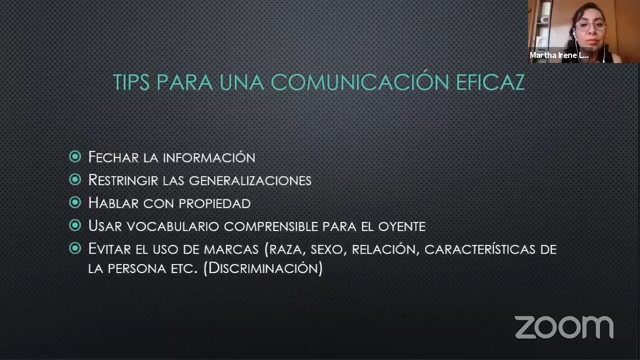 Martha Irene L...
TIPS PARA UNA COMUNICACIÓN EFICAZ
FECHAR LA INFORMACIÓN
RESTRINGIR LAS GENERALIZACIONES
HABLAR CON PROPIEDAD
USAR VOCABULARIO COMPRENSIBLE PARA EL OYENTE
EVITAR EL USO DE MARCAS (RAZA, SEXO, RELACIÓN, CARACTERÍSTICAS DE
LA PERSONA ETC. (DISCRIMINACIÓN)
zoom